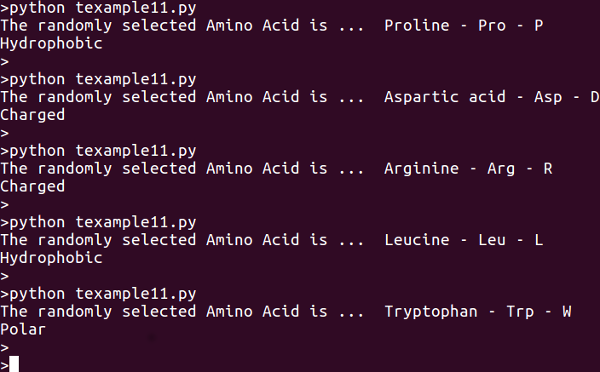 >python texample11.py
The randomly selected Amino Acid is ...  Proline - Pro - P
Hydrophobic
>
>python texample11.py
The randomly selected Amino Acid is ...  Aspartic acid - Asp - D
Charged
>
>python texample11.py
The randomly selected Amino Acid is ...  Arginine - Arg - R
Charged
>
>python texample11.py
The randomly selected Amino Acid is ...  Leucine - Leu - L
Hydrophobic
>
>python texample11.py
The randomly selected Amino Acid is ...  Tryptophan - Trp - W
Polar
>
>